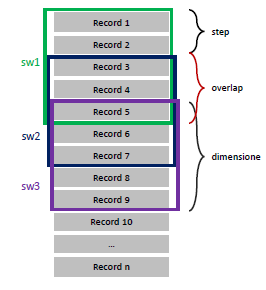 Record 1
step
Record 2
sw1
Record 3
Record 4
overlap
Record 5
sw2
Record 6
Record 7
dimensione
Record 8
sw3
Record 9
Record 10
...
Record n